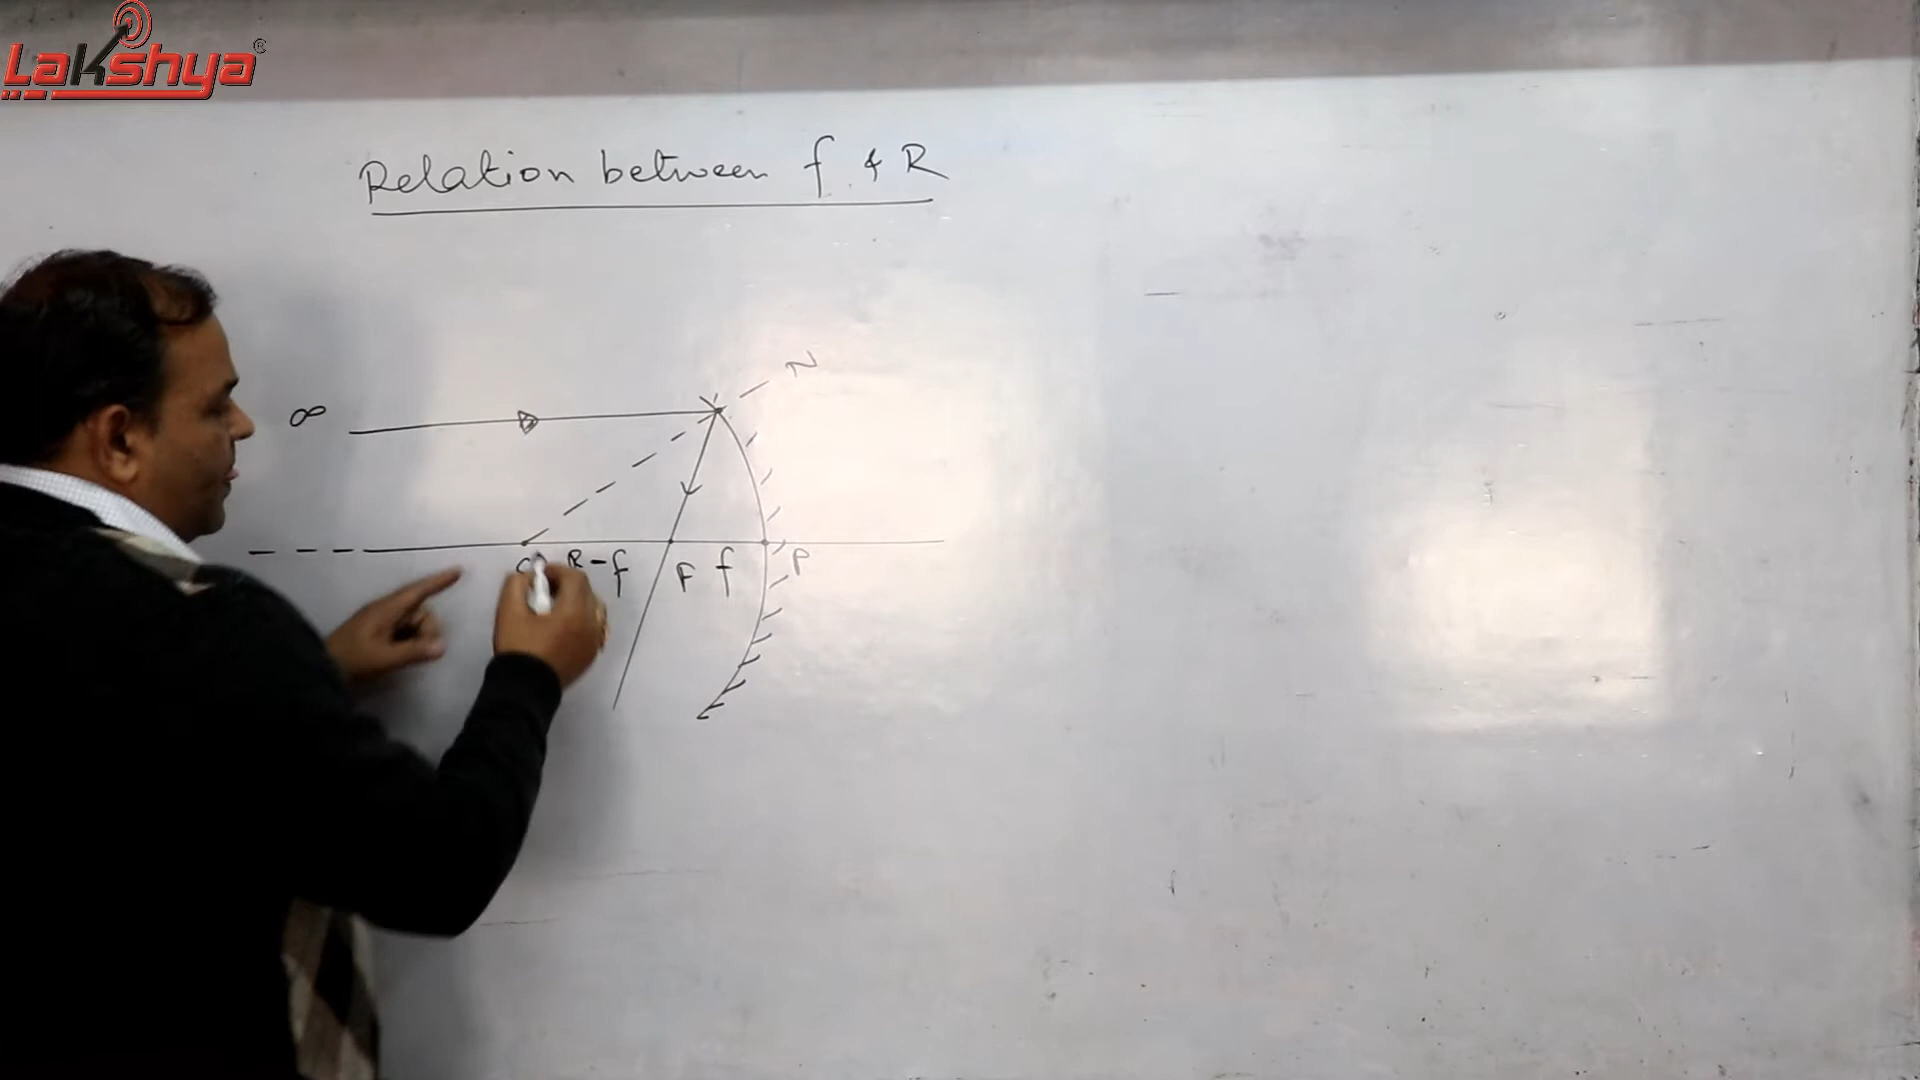 Lakshya®
Relation between f & R
N
∞
C R-f F f P